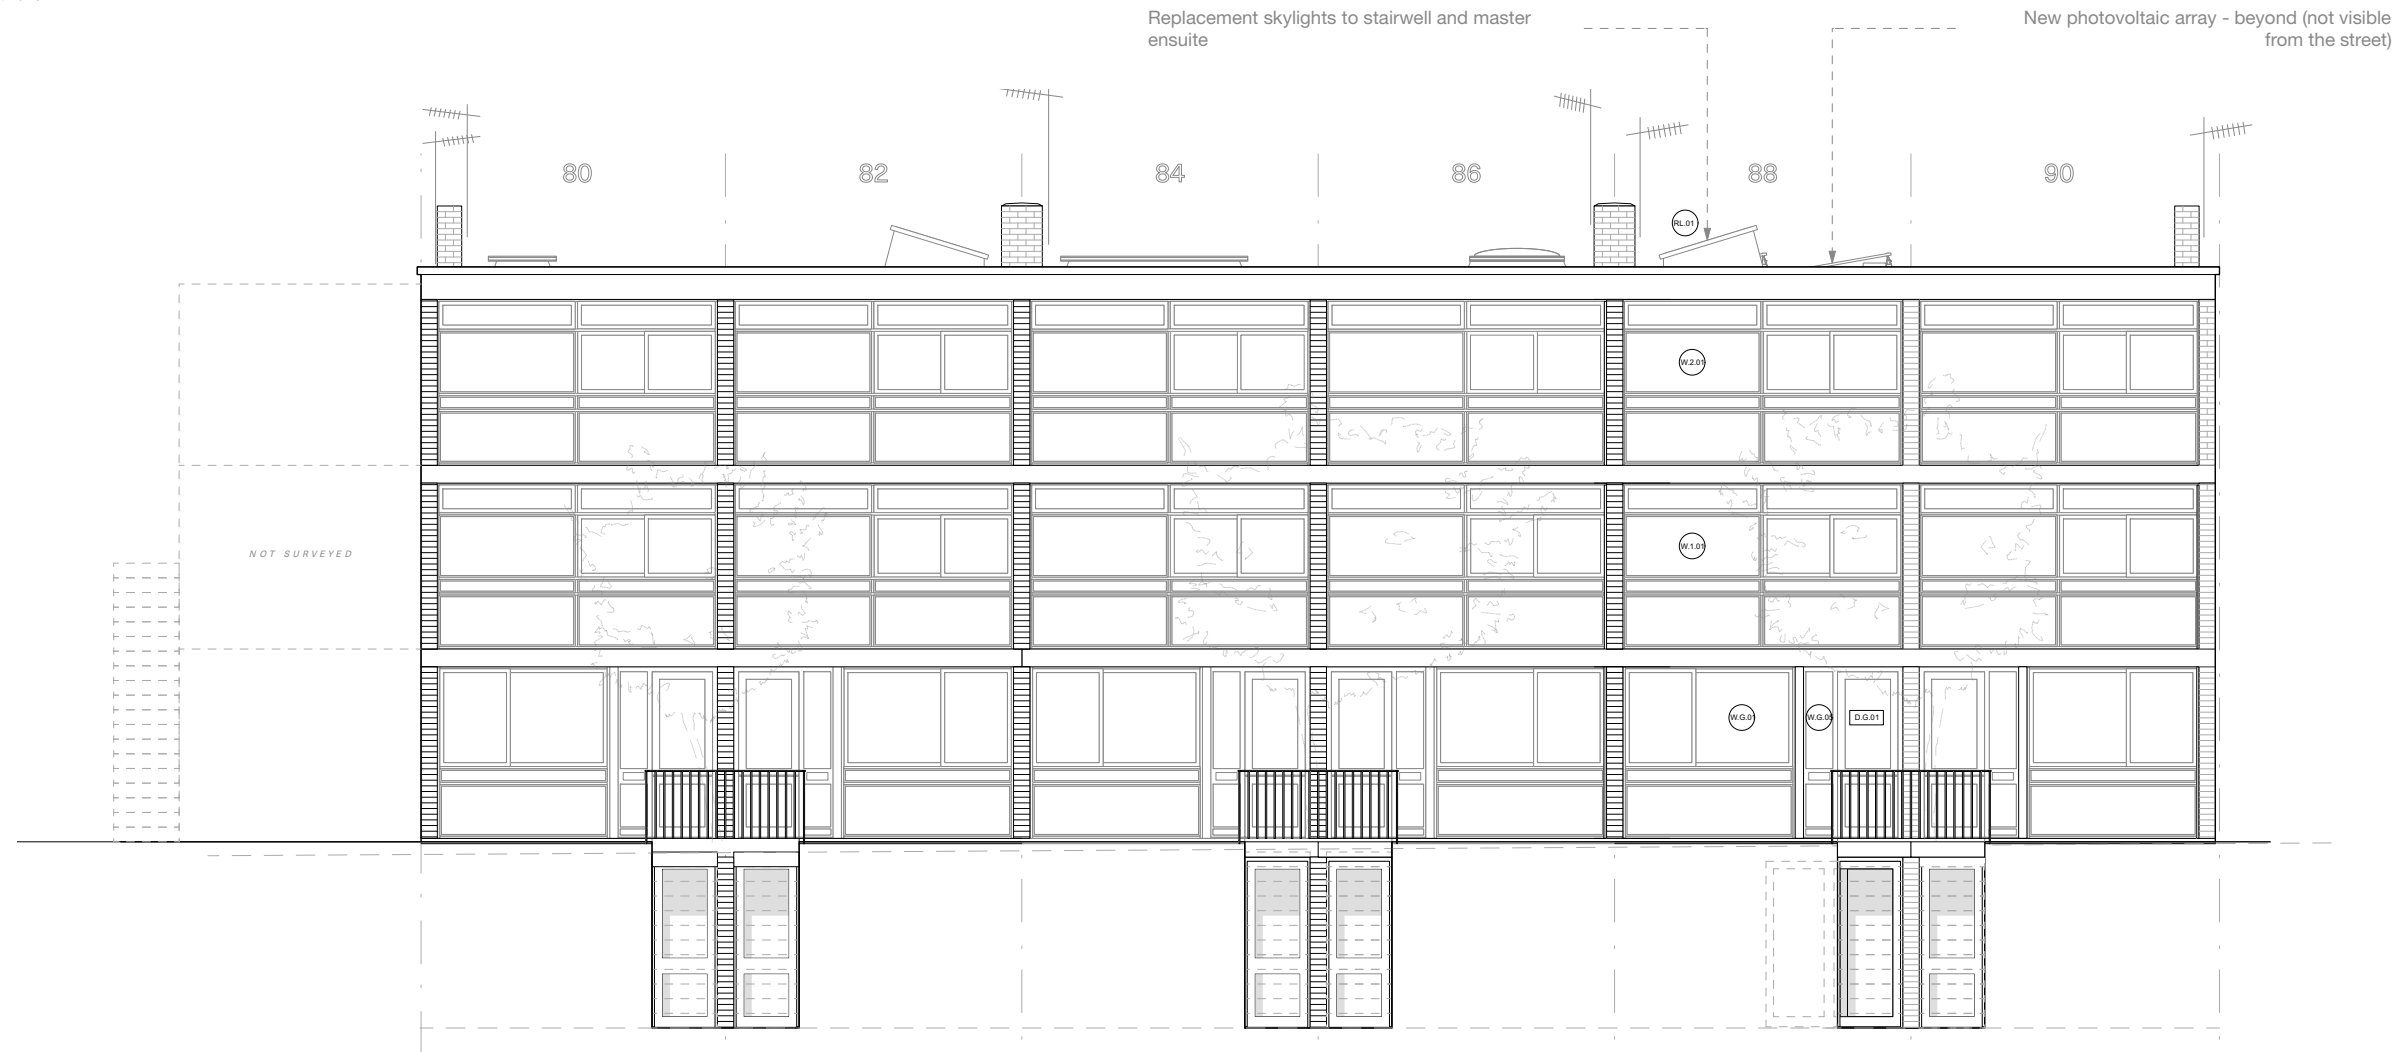 Replacement skylights to stairwell and master
ensuite
New photovoltaic array - beyond (not visible
from the street)
80
82
84
86
88
90
RL.01
W.2.01
NOT SURVEYED
W.1.01
W.G.01
W.G.05
D.G.01